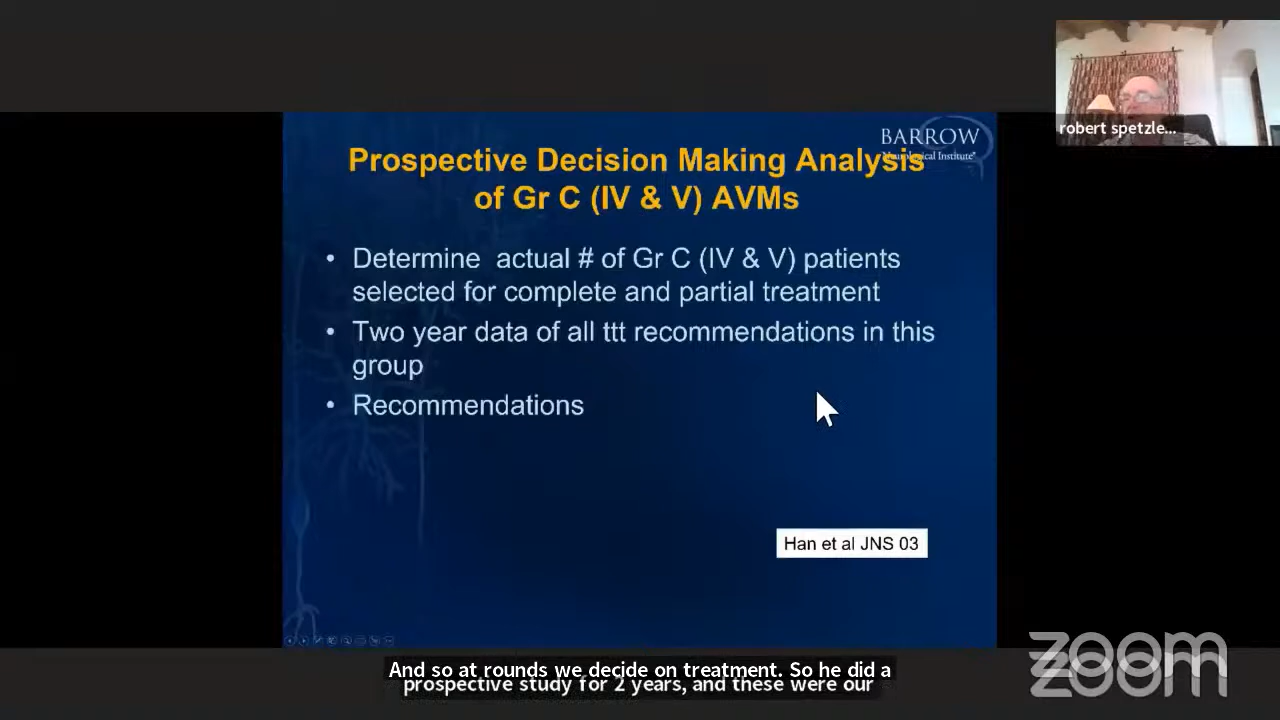 robert spetzle...
BARROW
Neurological Institute
Prospective Decision Making Analysis
of Gr C (IV & V) AVMs
• Determine actual # of Gr C (IV & V) patients
selected for complete and partial treatment
• Two year data of all ttt recommendations in this
group
• Recommendations
Han et al JNS 03
zoom
zoom
And so at rounds we decide on treatment. So he did a
prospective study for 2 years, and these were our